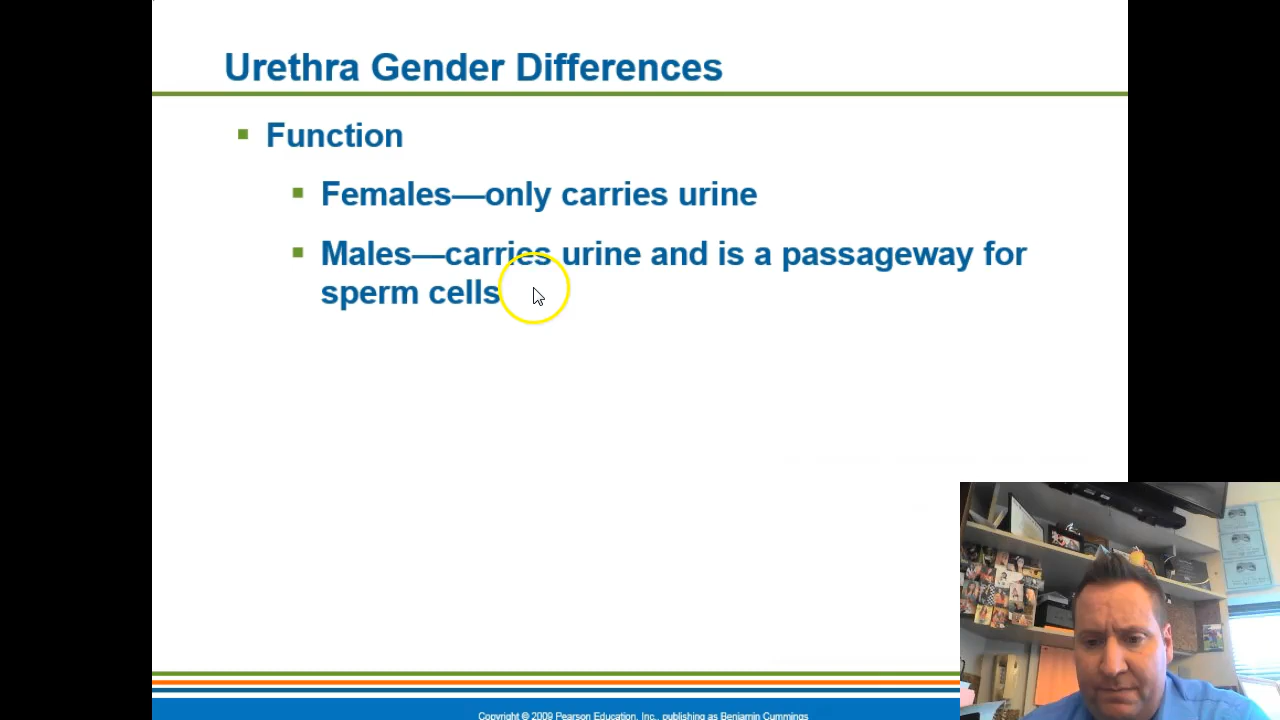 Urethra Gender Differences
▪ Function
▪ Females—only carries urine
▪ Males—carries urine and is a passageway for
sperm cells
Copyright © 2009 Pearson Education, Inc., publishing as Benjamin Cummings